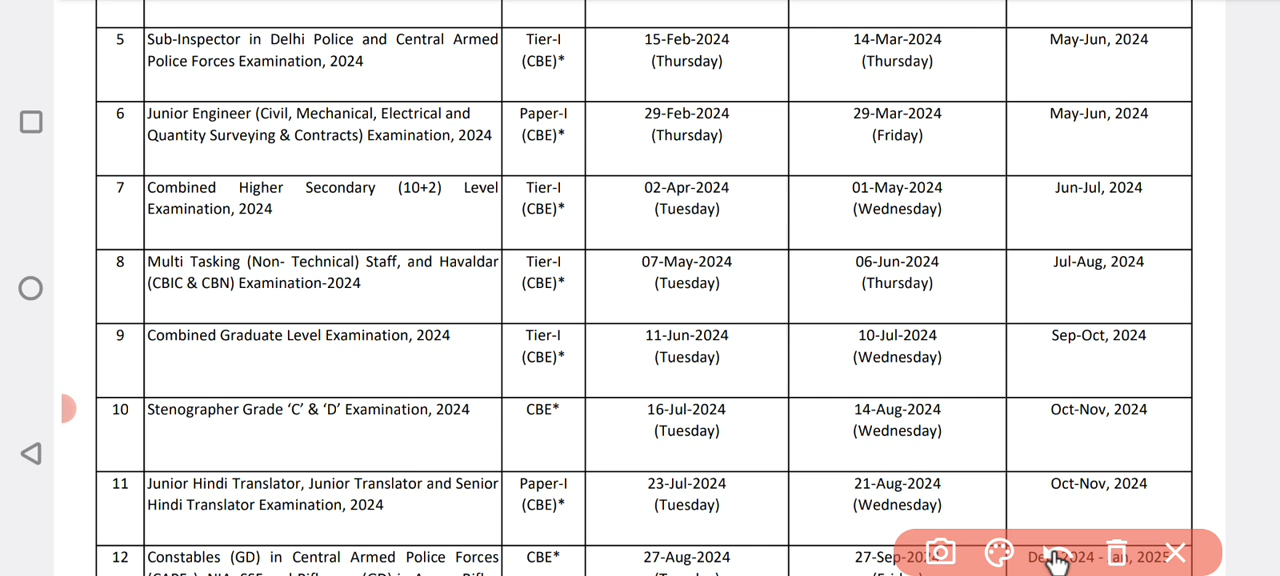 5 Sub-Inspector in Delhi Police and Central Armed Tier-I 15-Feb-2024 14-Mar-2024 May-Jun, 2024
Police Forces Examination, 2024 (CBE)* (Thursday) (Thursday)
6 Junior Engineer (Civil, Mechanical, Electrical and Paper-I 29-Feb-2024 29-Mar-2024 May-Jun, 2024
Quantity Surveying & Contracts) Examination, 2024 (CBE)* (Thursday) (Friday)
7 Combined Higher Secondary (10+2) Level Tier-I 02-Apr-2024 01-May-2024 Jun-Jul, 2024
Examination, 2024 (CBE)* (Tuesday) (Wednesday)
8 Multi Tasking (Non- Technical) Staff, and Havaldar Tier-I 07-May-2024 06-Jun-2024 Jul-Aug, 2024
(CBIC & CBN) Examination-2024 (CBE)* (Tuesday) (Thursday)
9 Combined Graduate Level Examination, 2024 Tier-I 11-Jun-2024 10-Jul-2024 Sep-Oct, 2024
(CBE)* (Tuesday) (Wednesday)
10 Stenographer Grade ‘C’ & ‘D’ Examination, 2024 CBE* 16-Jul-2024 14-Aug-2024 Oct-Nov, 2024
(Tuesday) (Wednesday)
11 Junior Hindi Translator, Junior Translator and Senior Paper-I 23-Jul-2024 21-Aug-2024 Oct-Nov, 2024
Hindi Translator Examination, 2024 (CBE)* (Tuesday) (Wednesday)
12 Constables (GD) in Central Armed Police Forces CBE* 27-Aug-2024 2024 - Jan, 2025